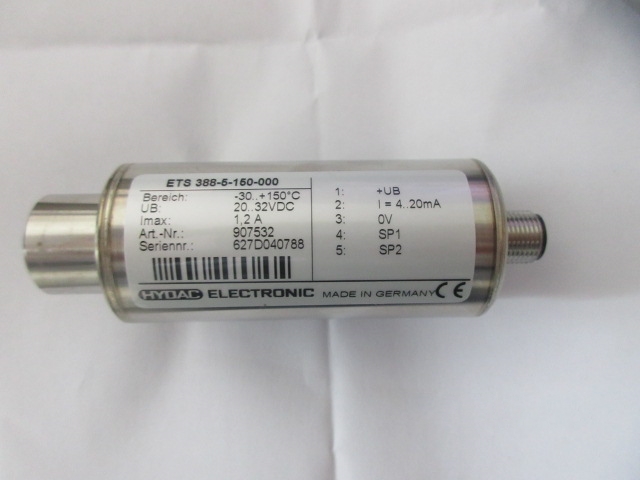 ETS 388-5-150-000
Bereich: -30..+150°C
UB: 20..32VDC
Imax: 1,2 A
Art.-Nr.: 907532
Seriennr.: 627D040788
1: +UB
2: I = 4..20mA
3: 0V
4: SP1
5: SP2
HYDAC ELECTRONIC MADE IN GERMANY CE